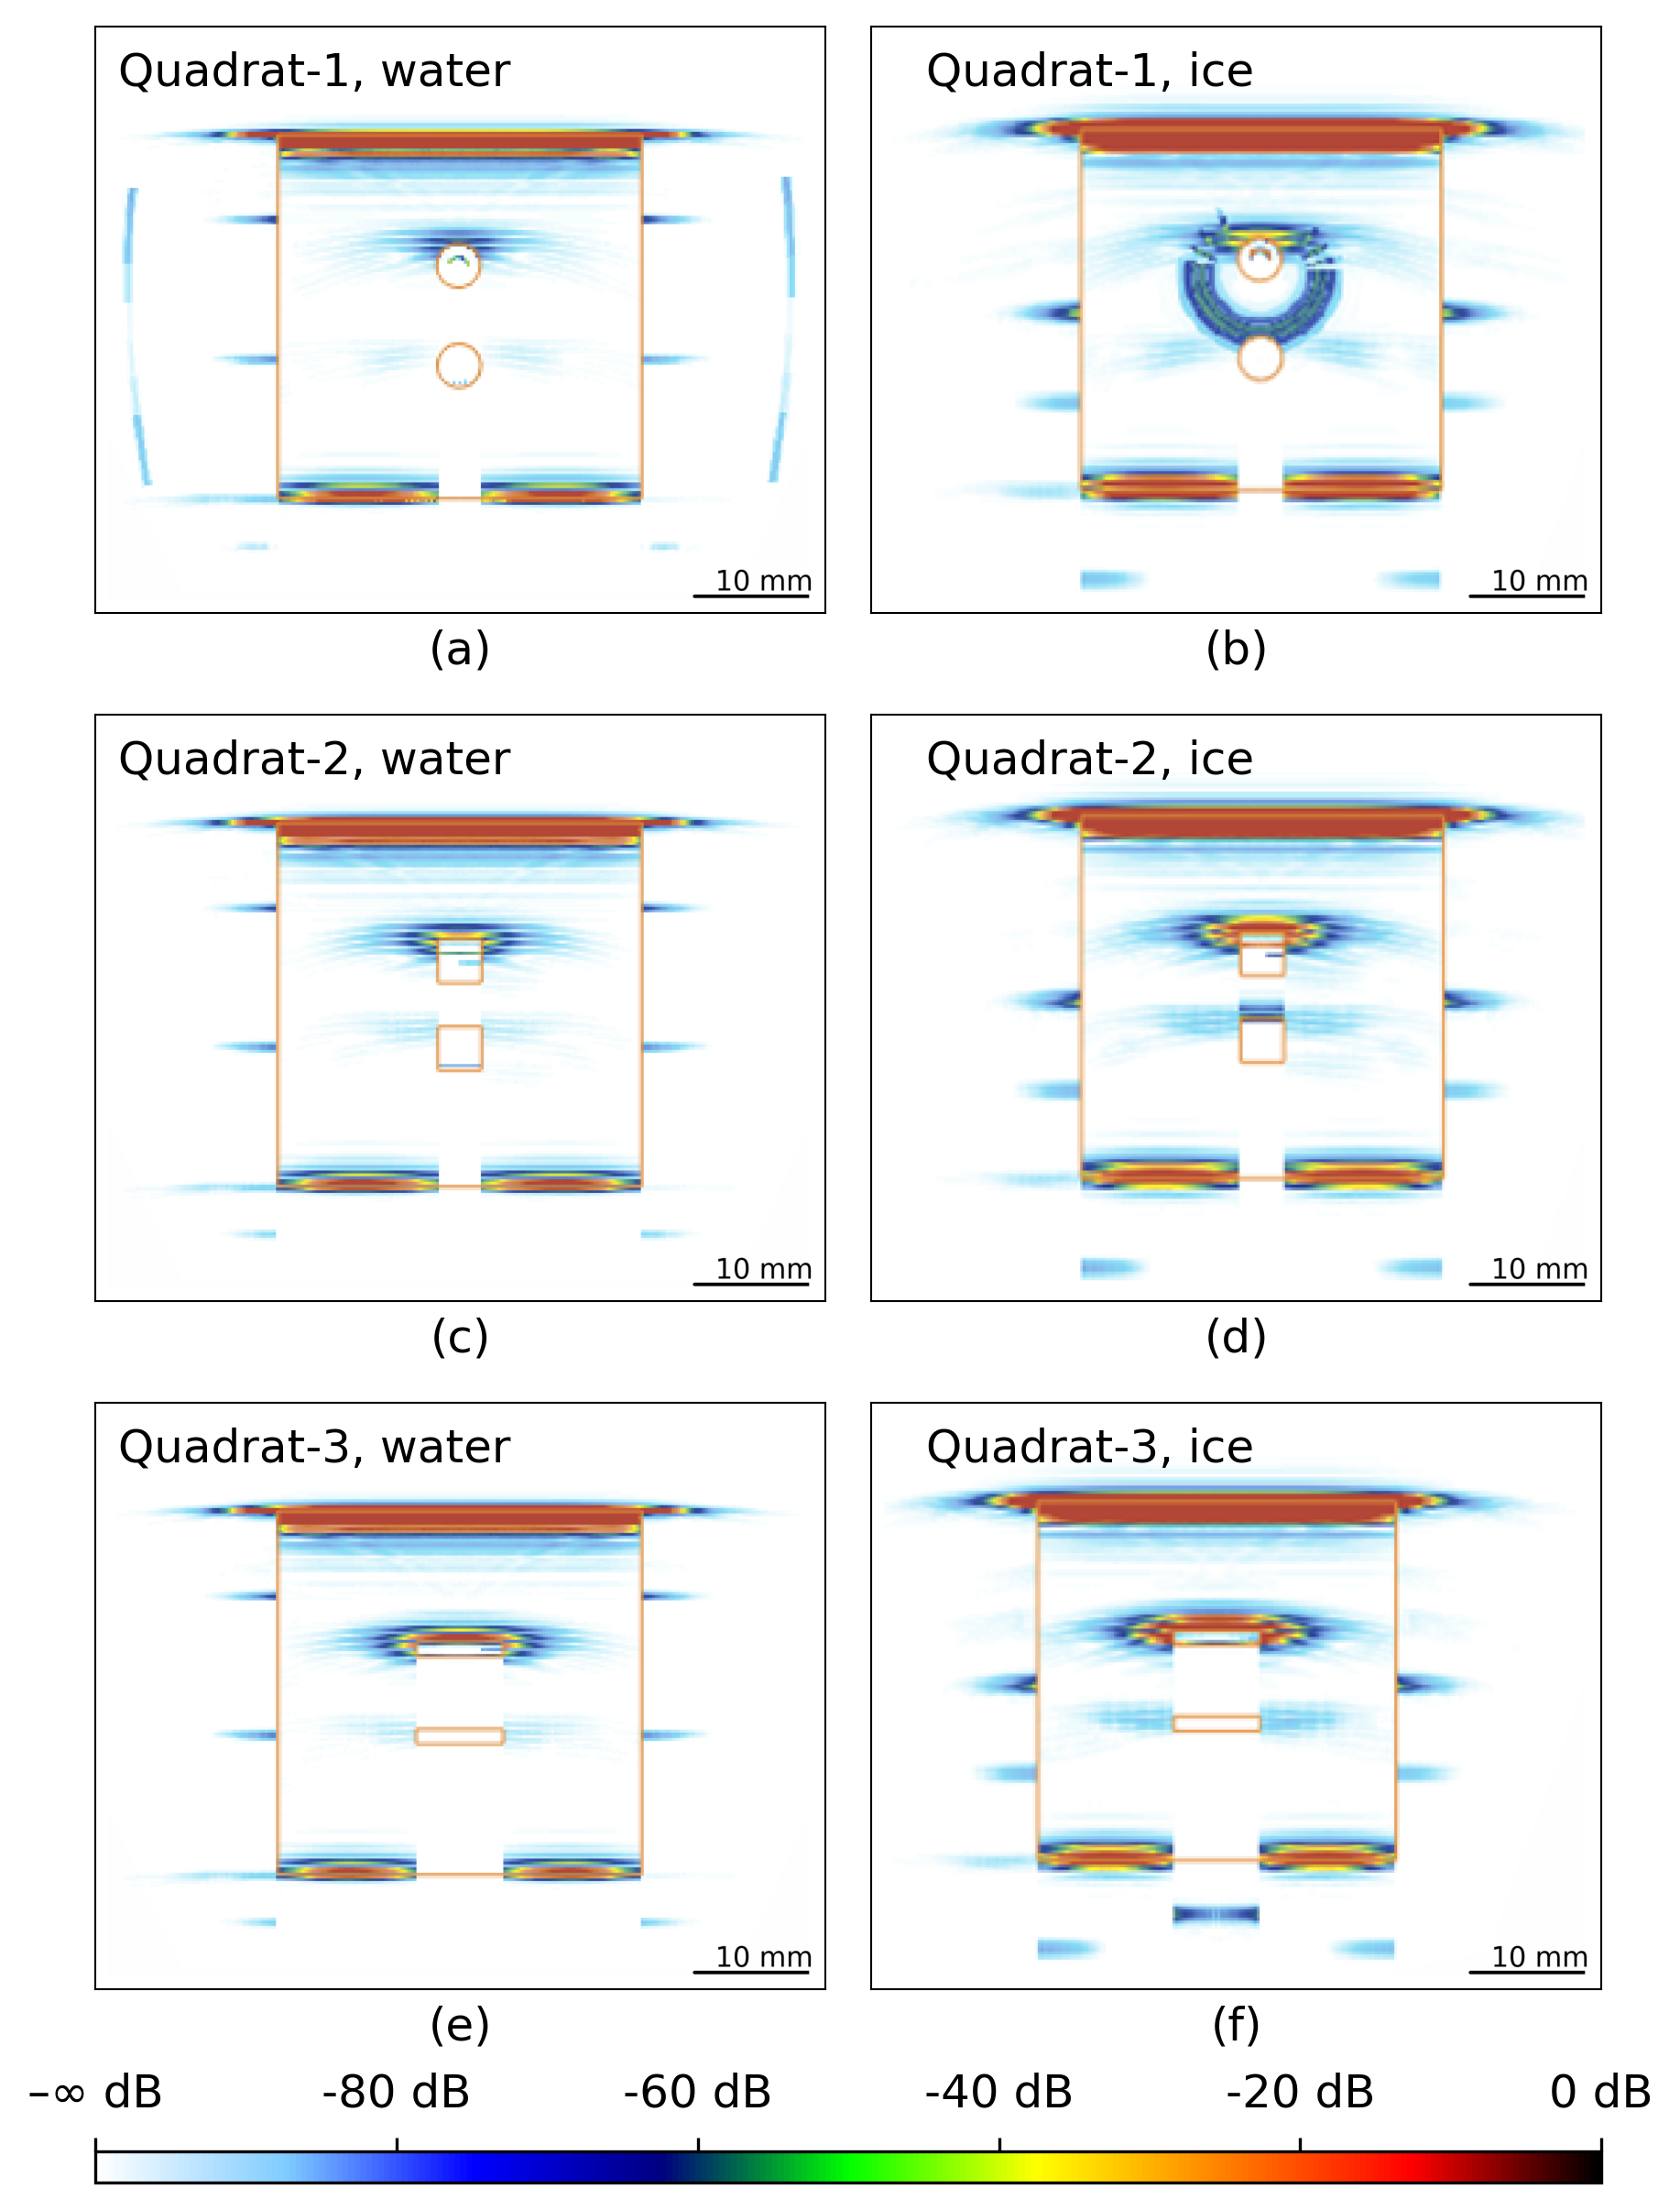 Quadrat-1, water
Quadrat-1, ice
10 mm
10 mm
(a)
(b)
Quadrat-2, water
Quadrat-2, ice
10 mm
10 mm
(c)
(d)
Quadrat-3, water
Quadrat-3, ice
10 mm
10 mm
(e)
(f)
–∞ dB
-80 dB
-60 dB
-40 dB
-20 dB
0 dB